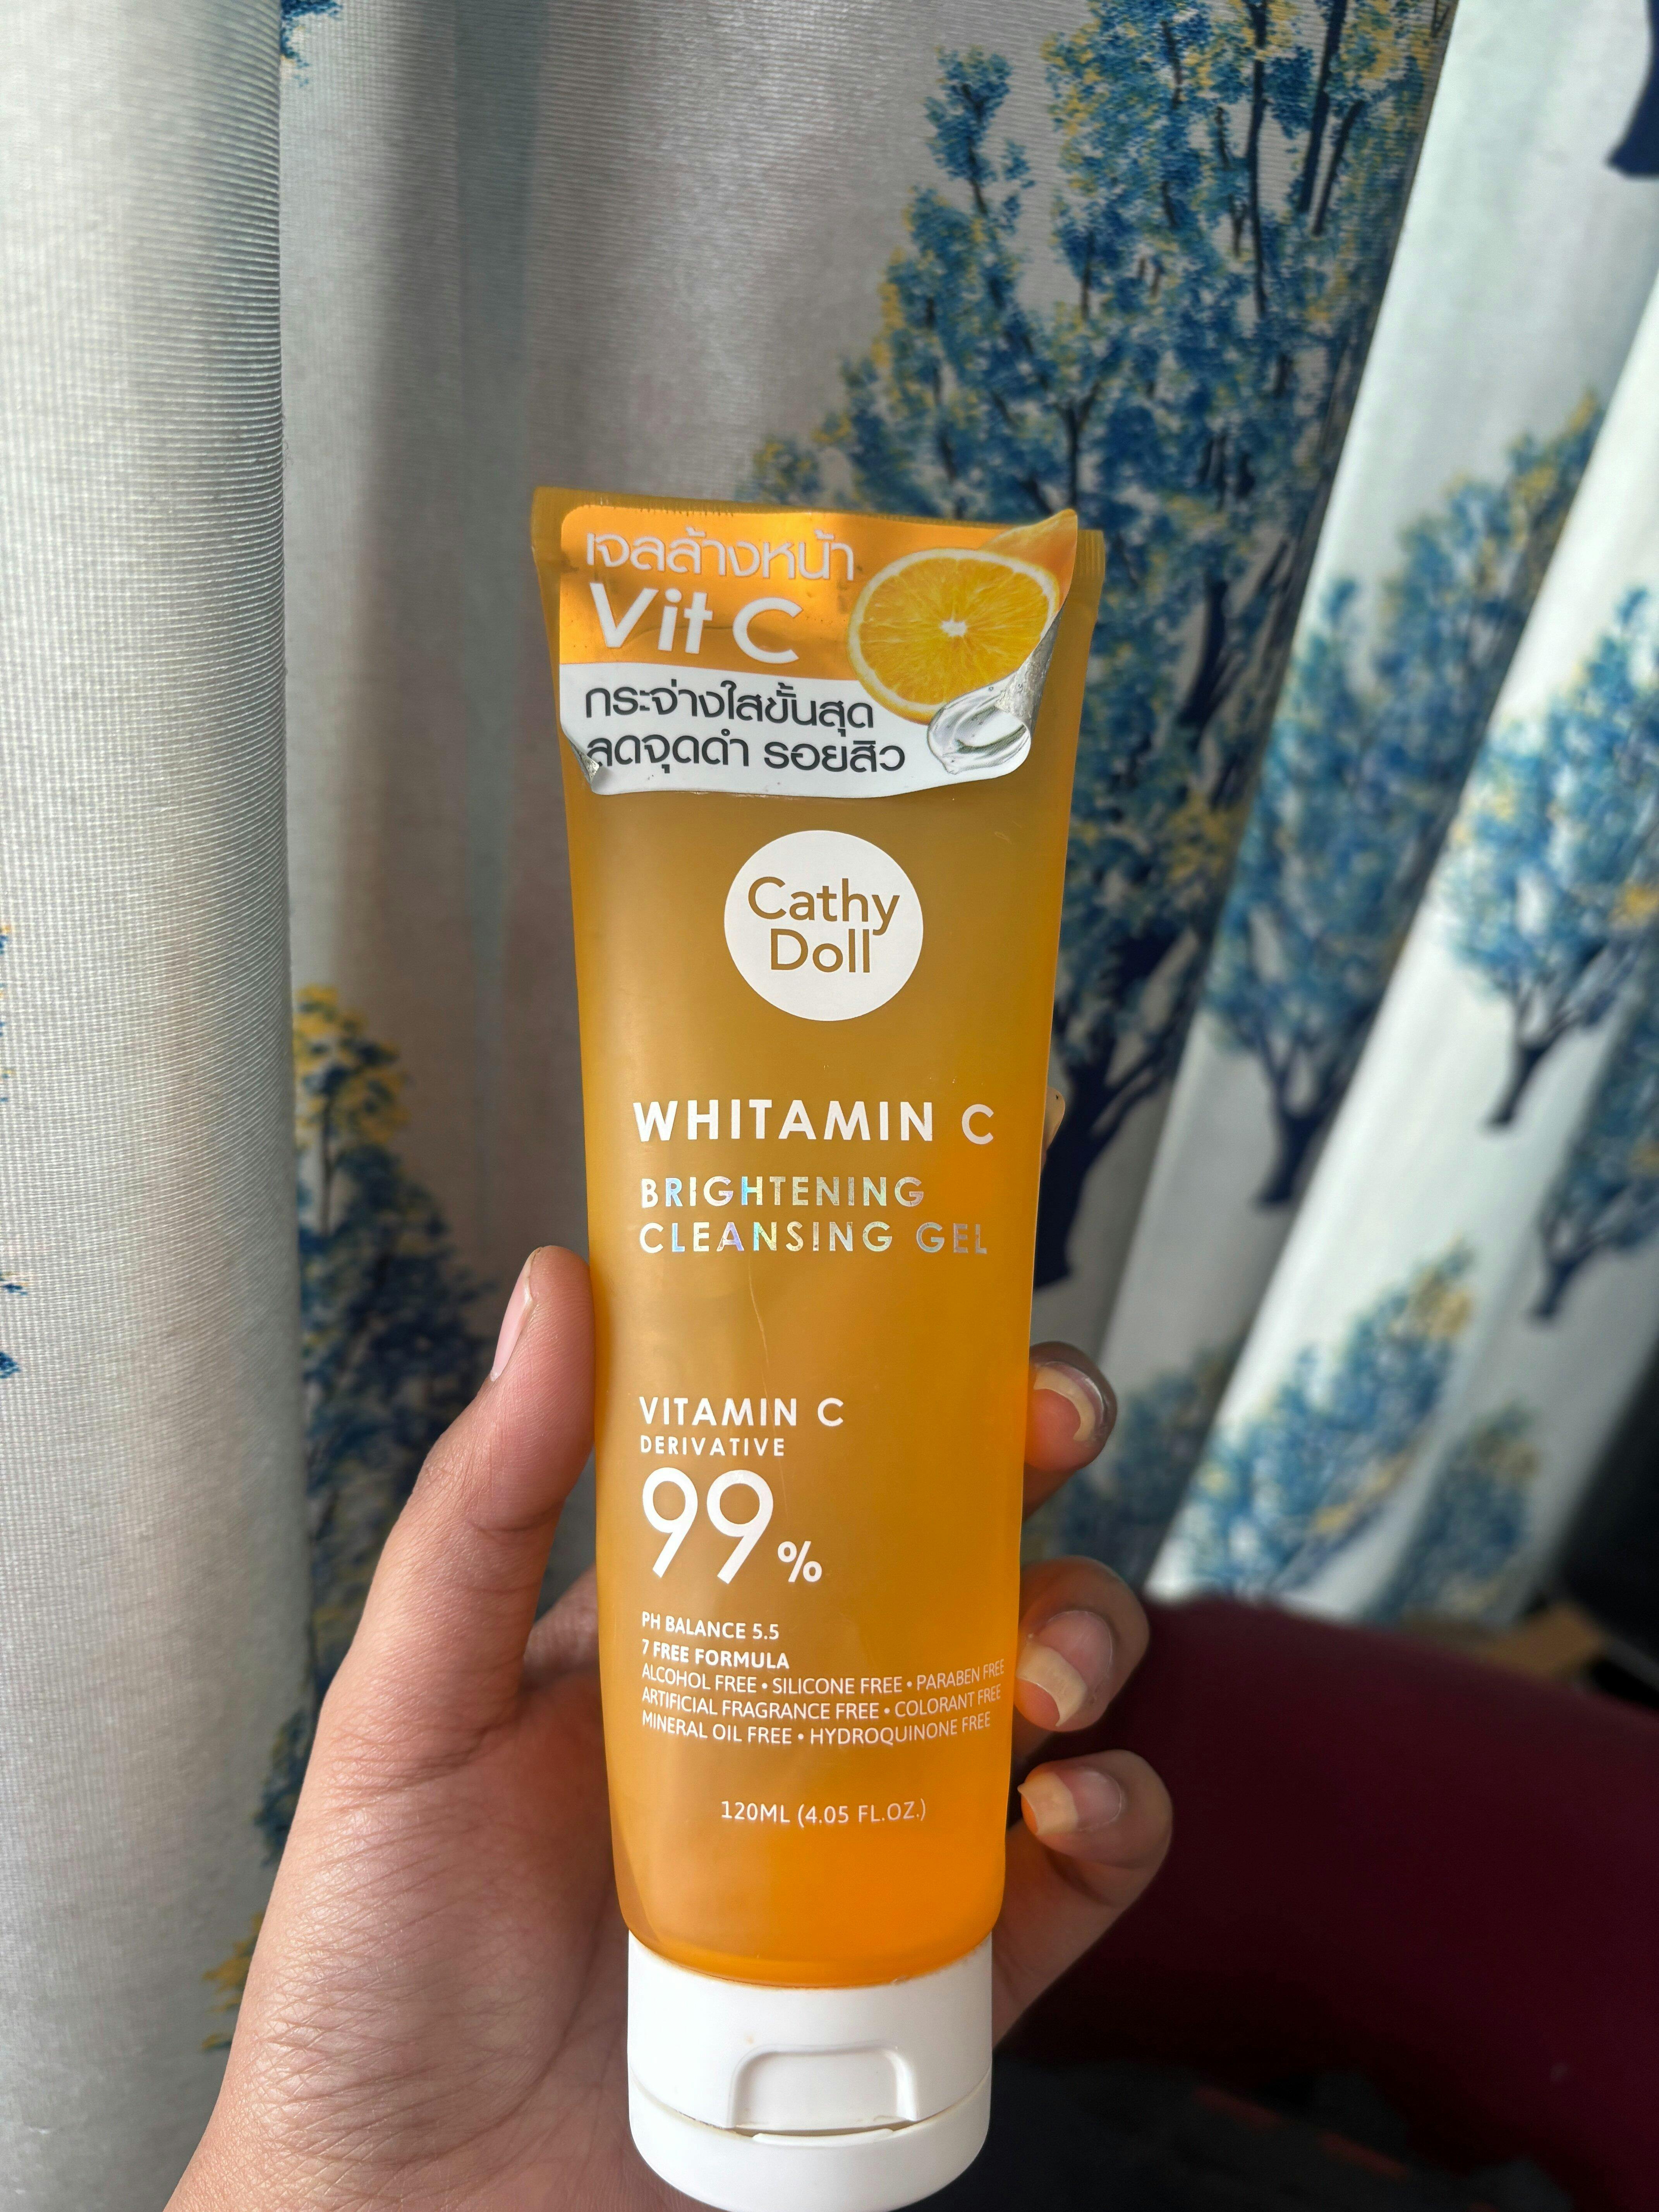 เจลล้างหน้า
Vit C
กระจ่างใสขั้นสุด
ลดจุดดำ รอยสิว
Cathy
Doll
WHITAMIN C
BRIGHTENING
CLEANSING GEL
VITAMIN C
DERIVATIVE
99%
PH BALANCE 5.5
7 FREE FORMULA
ALCOHOL FREE • SILICONE FREE • PARABEN FREE
ARTIFICIAL FRAGRANCE FREE • COLORANT FREE
MINERAL OIL FREE • HYDROQUINONE FREE
120ML (4.05 FL.OZ.)